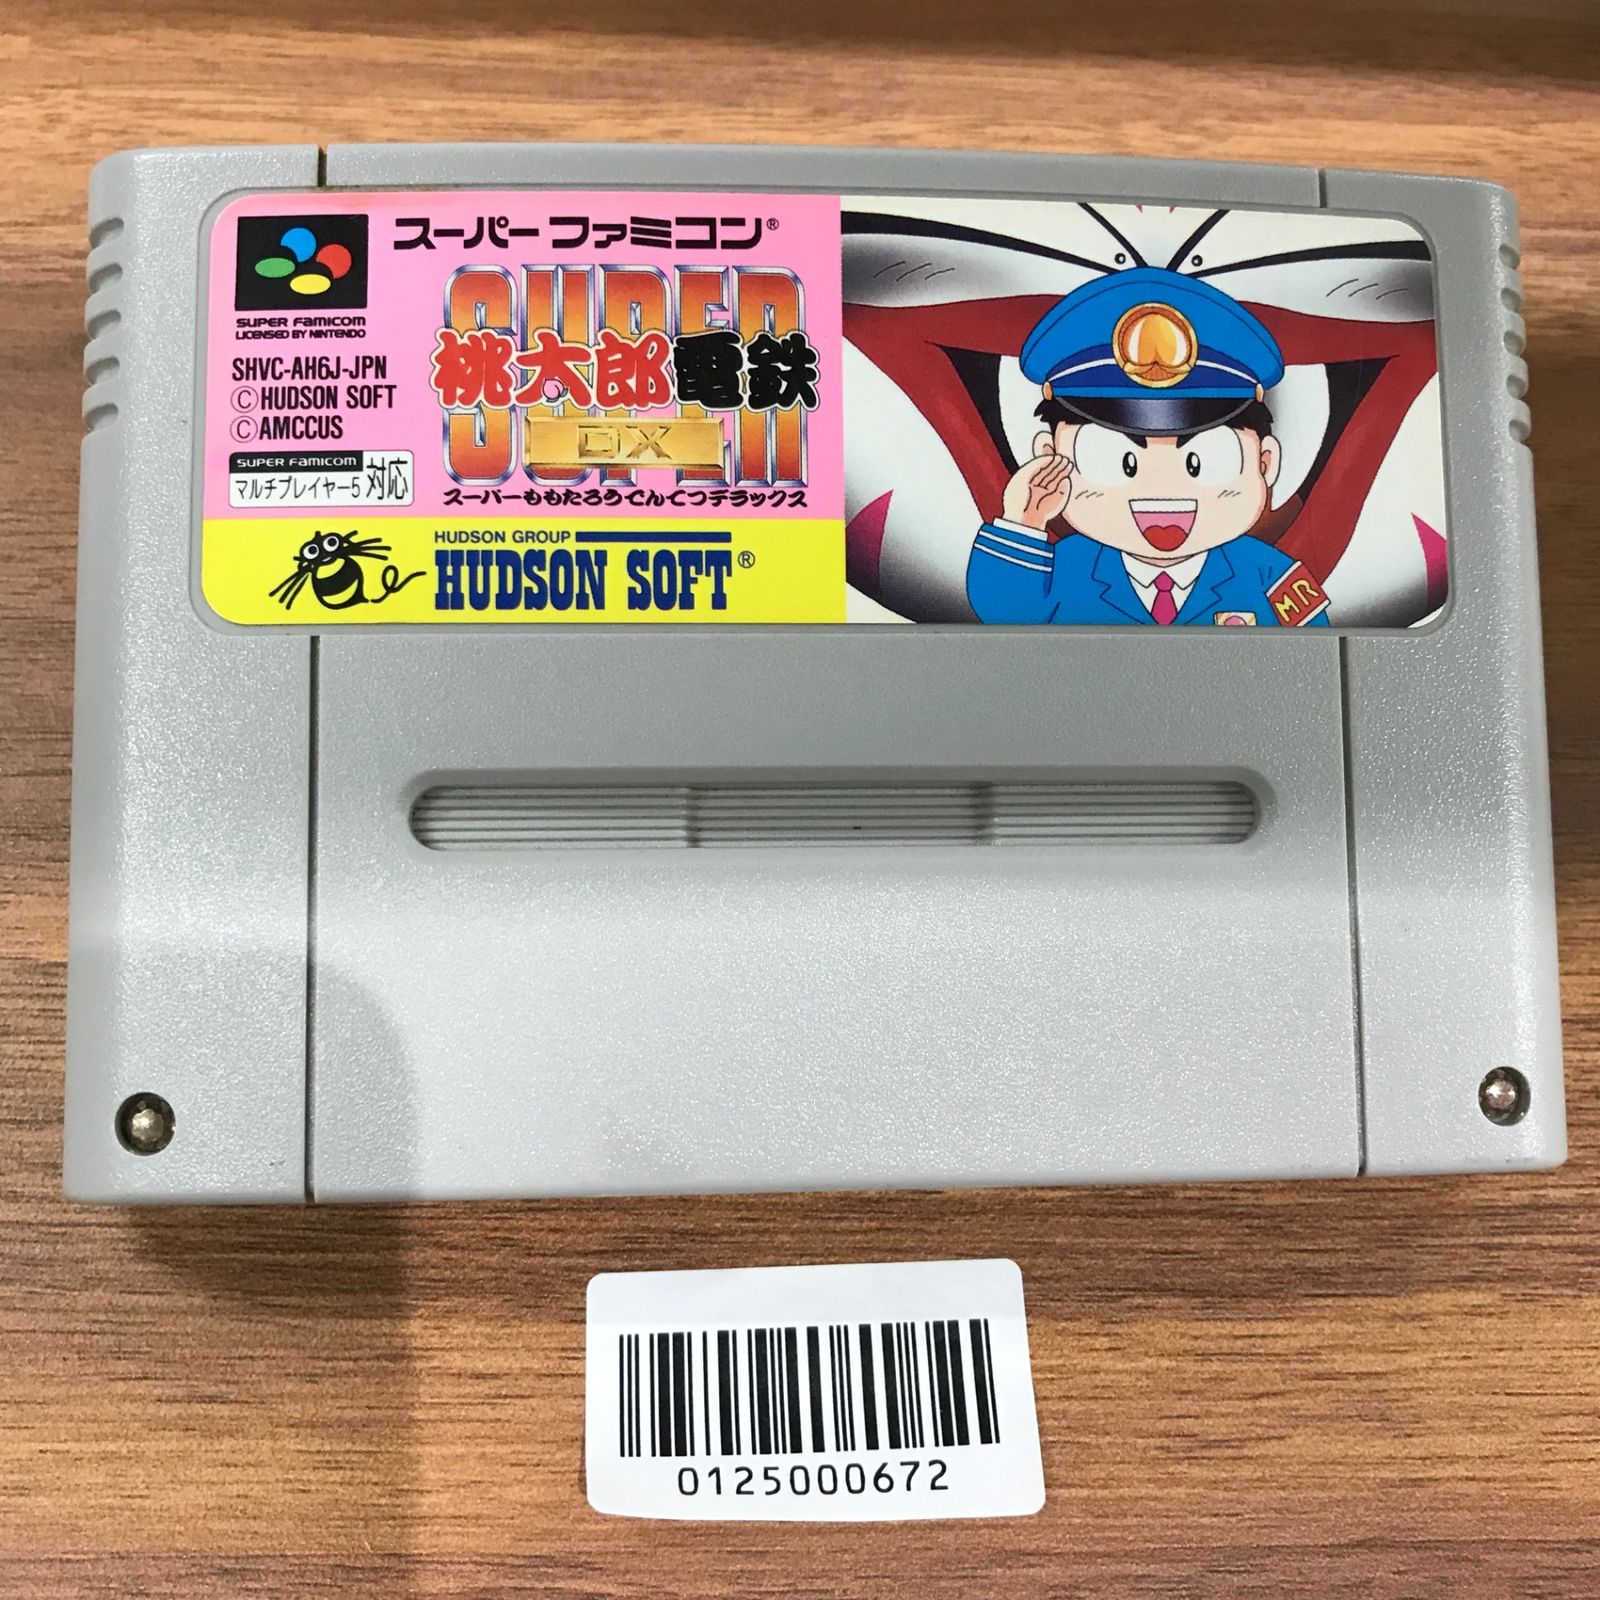 スーパーファミコン®
SUPER FAMICOM
LICENSED BY NINTENDO
SHVC-AH6J-JPN
©HUDSON SOFT
©AMCCUS
SUPER FAMICOM
マルチプレイヤー5 対応
SUPER
桃太郎電鉄
DX
スーパーももたろうでんてつデラックス
HUDSON GROUP
HUDSON SOFT®
MR
0125000672